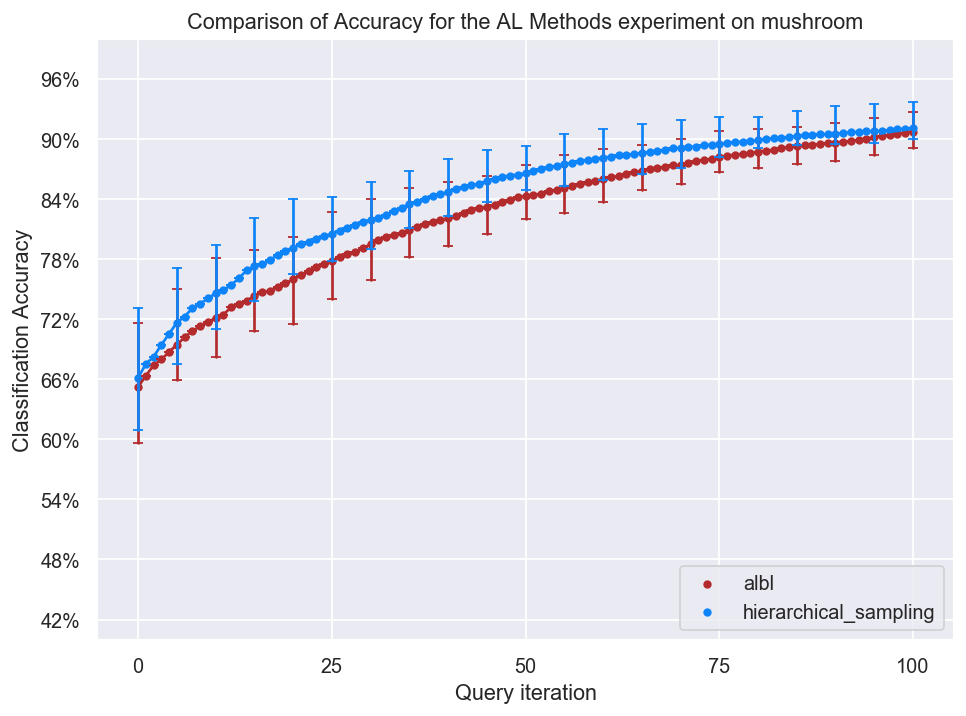 Comparison of Accuracy for the AL Methods experiment on mushroom
96%
90%
84%
78%
72%
66%
60%
54%
48%
42%
Classification Accuracy
albl
hierarchical_sampling
0 25 50 75 100
Query iteration